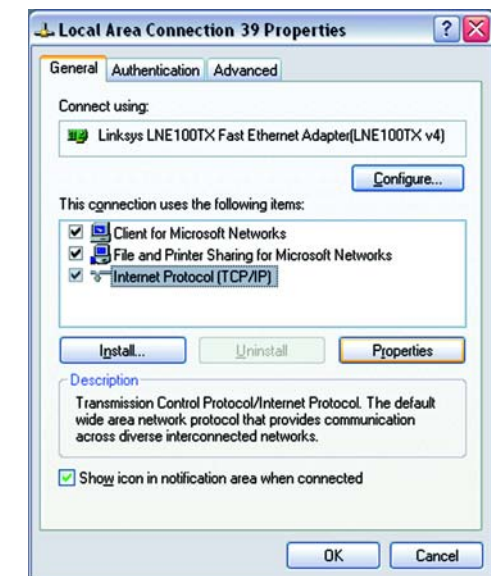 Local Area Connection 39 Properties
General Authentication Advanced
Connect using:
Linksys LNE100TX Fast Ethernet Adapter(LNE100TX v4)
Configure...
This connection uses the following items:
Client for Microsoft Networks
File and Printer Sharing for Microsoft Networks
Internet Protocol (TCP/IP)
Install... Uninstall Properties
Description
Transmission Control Protocol/Internet Protocol. The default
wide area network protocol that provides communication
across diverse interconnected networks.
Show icon in notification area when connected
OK Cancel